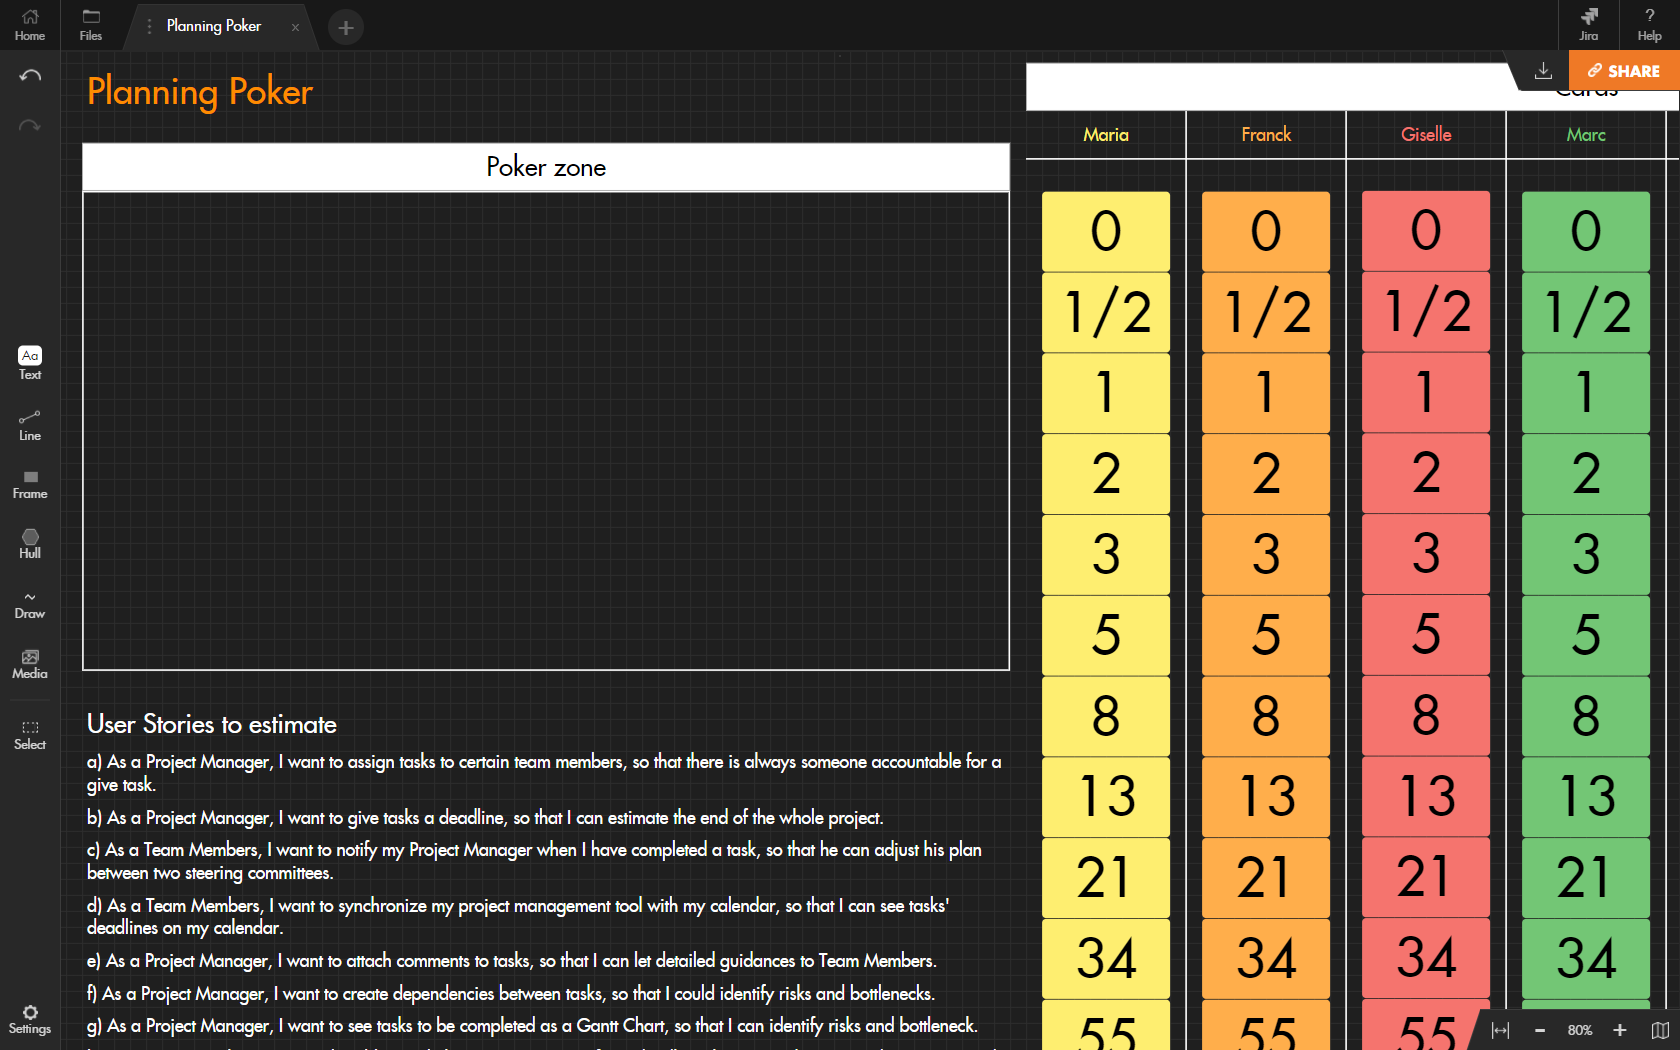 Home
Files
Planning Poker
x
Jira
? Help
SHARE
Planning Poker
Cards
Maria
Franck
Giselle
Marc
Poker zone
0 0 0 0
1/2 1/2 1/2 1/2
1 1 1 1
2 2 2 2
3 3 3 3
5 5 5 5
8 8 8 8
13 13 13 13
21 21 21 21
34 34 34 34
55 55 55
Aa
Text
Line
Frame
Hull
Draw
Media
Select
Settings
User Stories to estimate
a) As a Project Manager, I want to assign tasks to certain team members, so that there is always someone accountable for a
give task.
b) As a Project Manager, I want to give tasks a deadline, so that I can estimate the end of the whole project.
c) As a Team Members, I want to notify my Project Manager when I have completed a task, so that he can adjust his plan
between two steering committees.
d) As a Team Members, I want to synchronize my project management tool with my calendar, so that I can see tasks'
deadlines on my calendar.
e) As a Project Manager, I want to attach comments to tasks, so that I can let detailed guidances to Team Members.
f) As a Project Manager, I want to create dependencies between tasks, so that I could identify risks and bottlenecks.
g) As a Project Manager, I want to see tasks to be completed as a Gantt Chart, so that I can identify risks and bottleneck.
80%